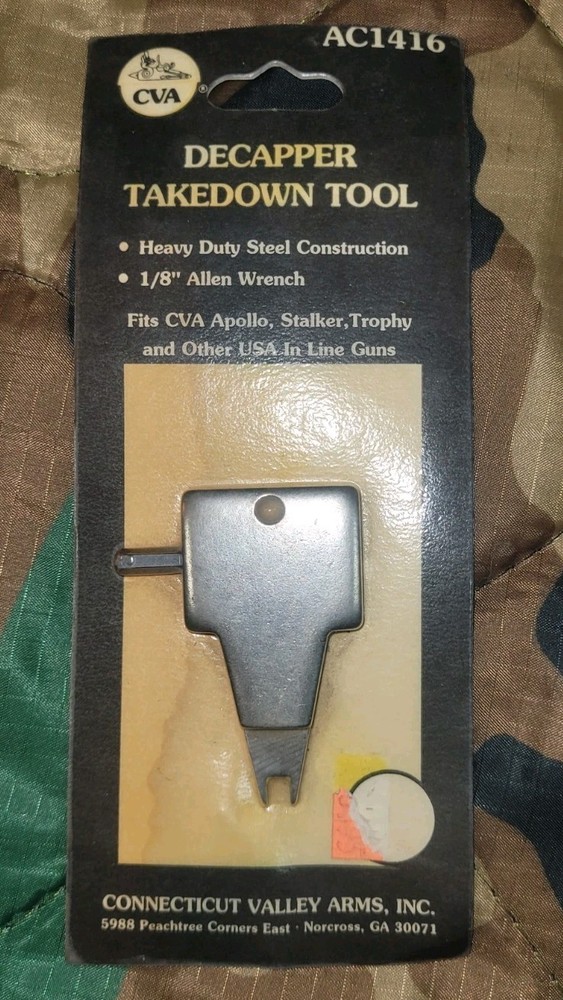 AC1416
CVA ®
DECAPPER
TAKEDOWN TOOL
• Heavy Duty Steel Construction
• 1/8" Allen Wrench
Fits CVA Apollo, Stalker,Trophy
and Other USA In Line Guns
CONNECTICUT VALLEY ARMS, INC.
5988 Peachtree Corners East · Norcross, GA 30071